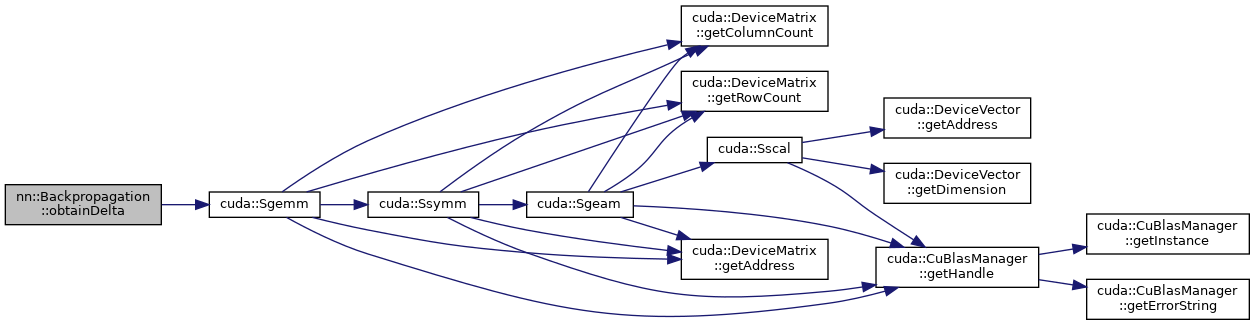 nn::Backpropagation
::obtainDelta
cuda::Sgemm
cuda::Ssymm
cuda::Sgeam
cuda::DeviceMatrix
::getColumnCount
cuda::DeviceMatrix
::getRowCount
cuda::Sscal
cuda::DeviceMatrix
::getAddress
cuda::DeviceVector
::getAddress
cuda::DeviceVector
::getDimension
cuda::CuBlasManager
::getHandle
cuda::CuBlasManager
::getInstance
cuda::CuBlasManager
::getErrorString